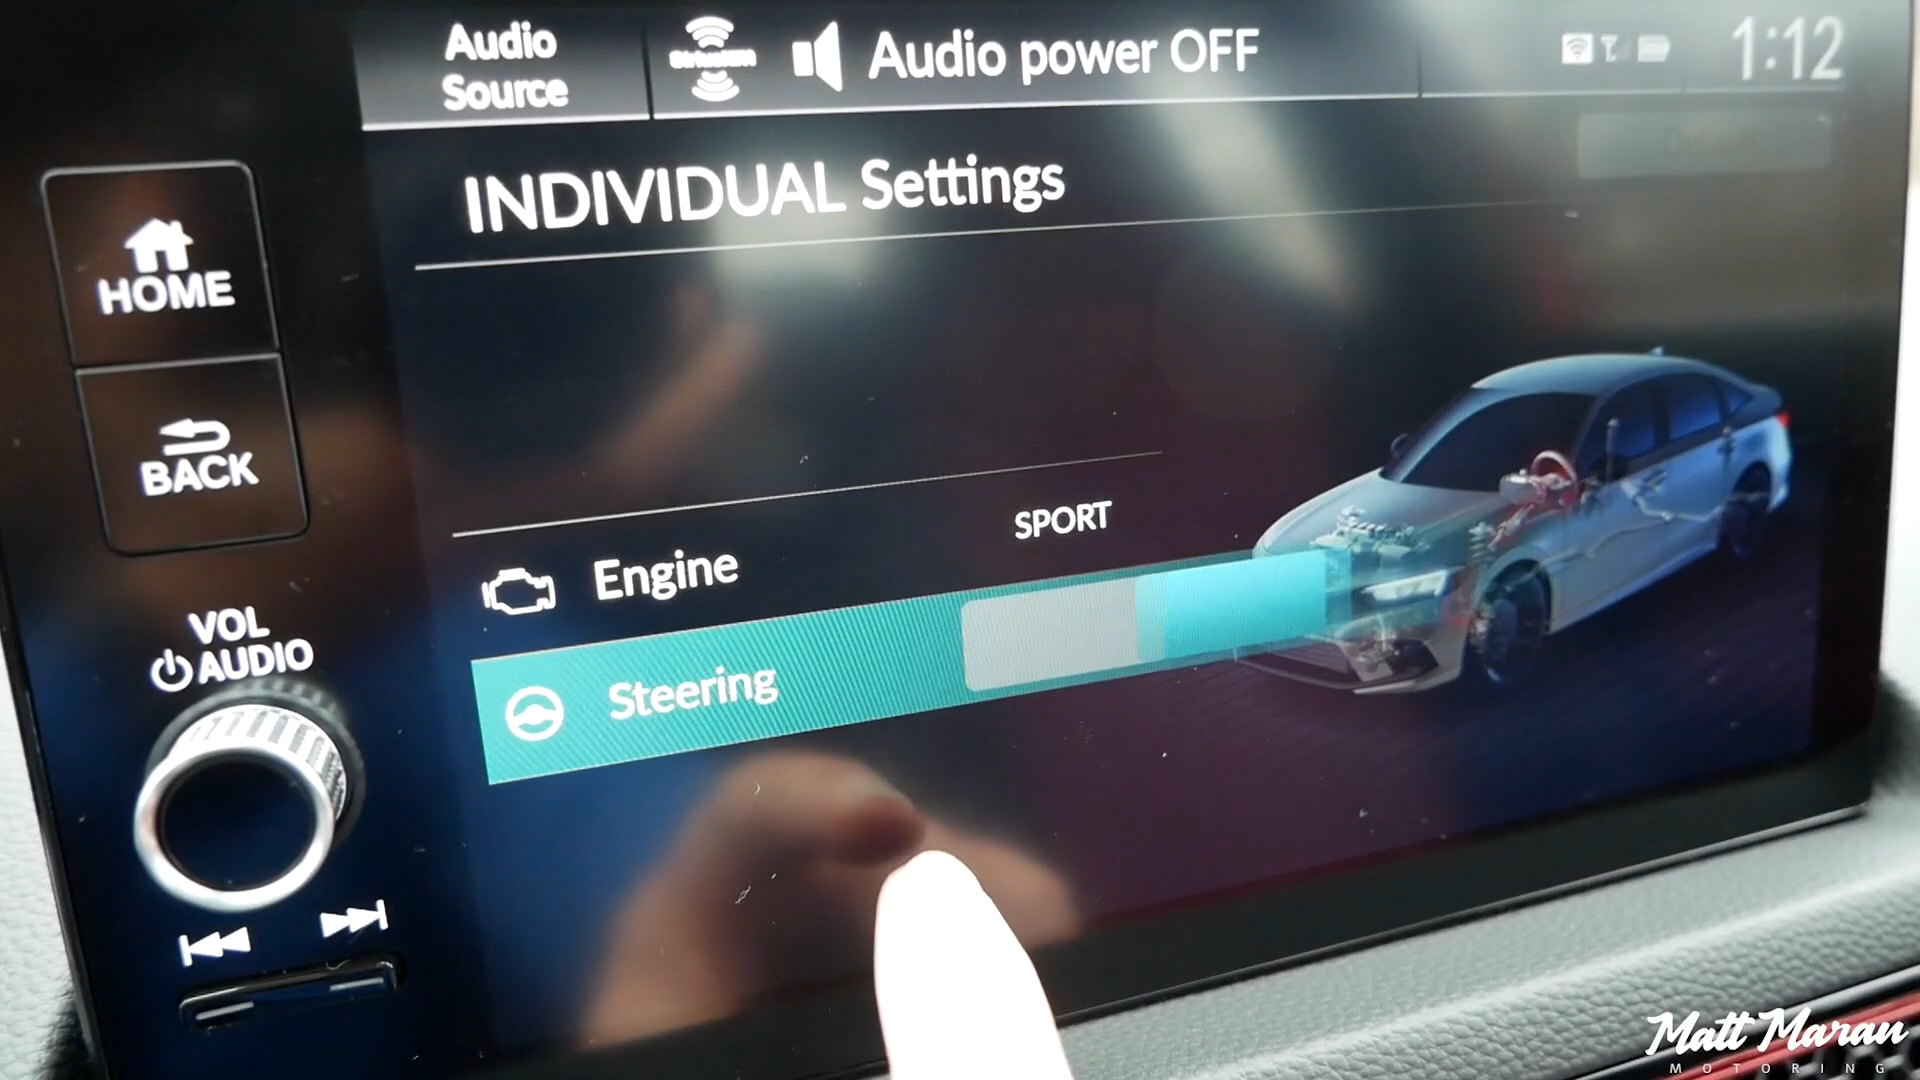 Audio
Source
SiriusXM
Audio power OFF
1:12
INDIVIDUAL Settings
HOME
BACK
SPORT
Engine
Steering
VOL
AUDIO
Matt Maran
MOTORING